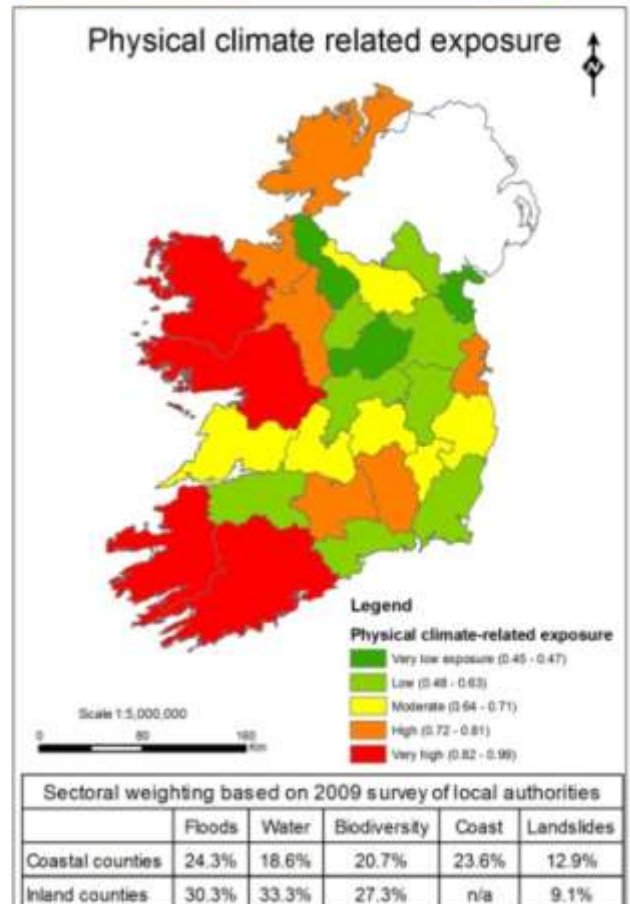 Physical climate related exposure
N
Legend
Physical climate-related exposure
Very low exposure (0.45 - 0.47)
Low (0.48 - 0.63)
Moderate (0.64 - 0.71)
High (0.72 - 0.81)
Very high (0.82 - 0.99)
Scale 1:5,000,000
0 80 160
Km
Sectoral weighting based on 2009 survey of local authorities
Floods Water Biodiversity Coast Landslides
Coastal counties 24.3% 18.6% 20.7% 23.6% 12.9%
Inland counties 30.3% 33.3% 27.3% n/a 9.1%